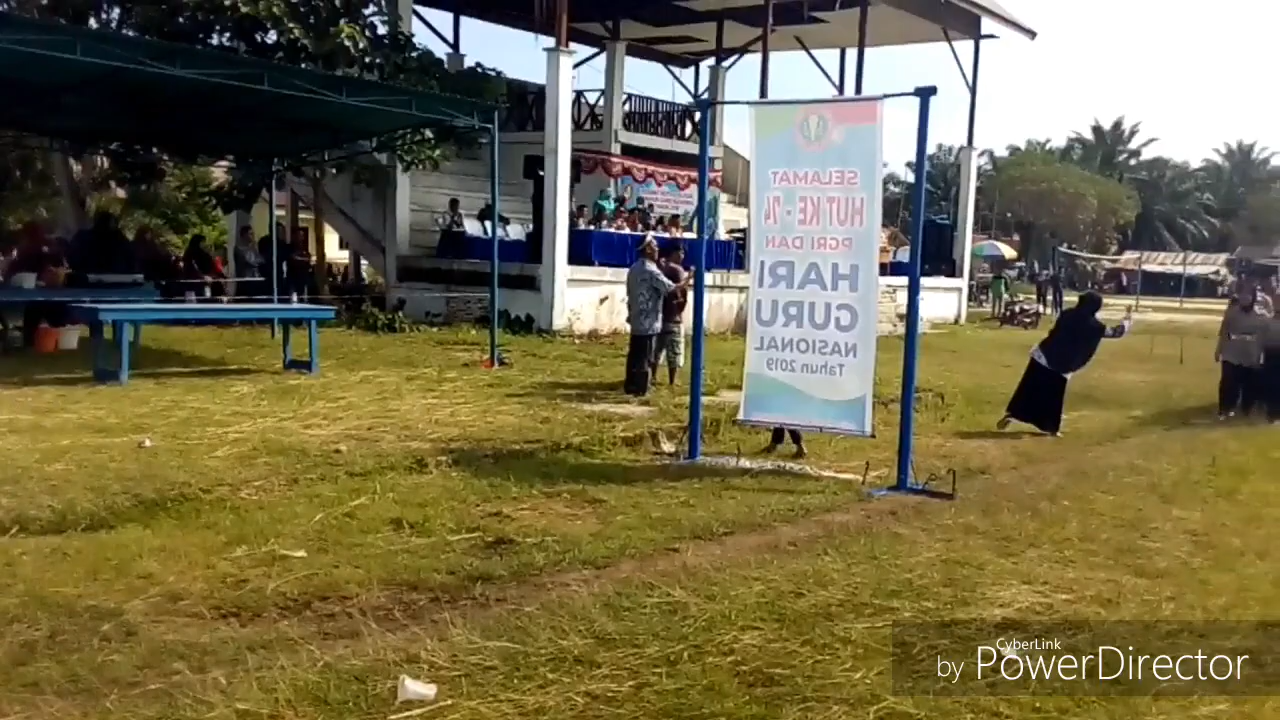 SELAMAT
HUT KE - 74
PGRI DAN
HARI
GURU
NASIONAL
Tahun 2019
CyberLink
by PowerDirector